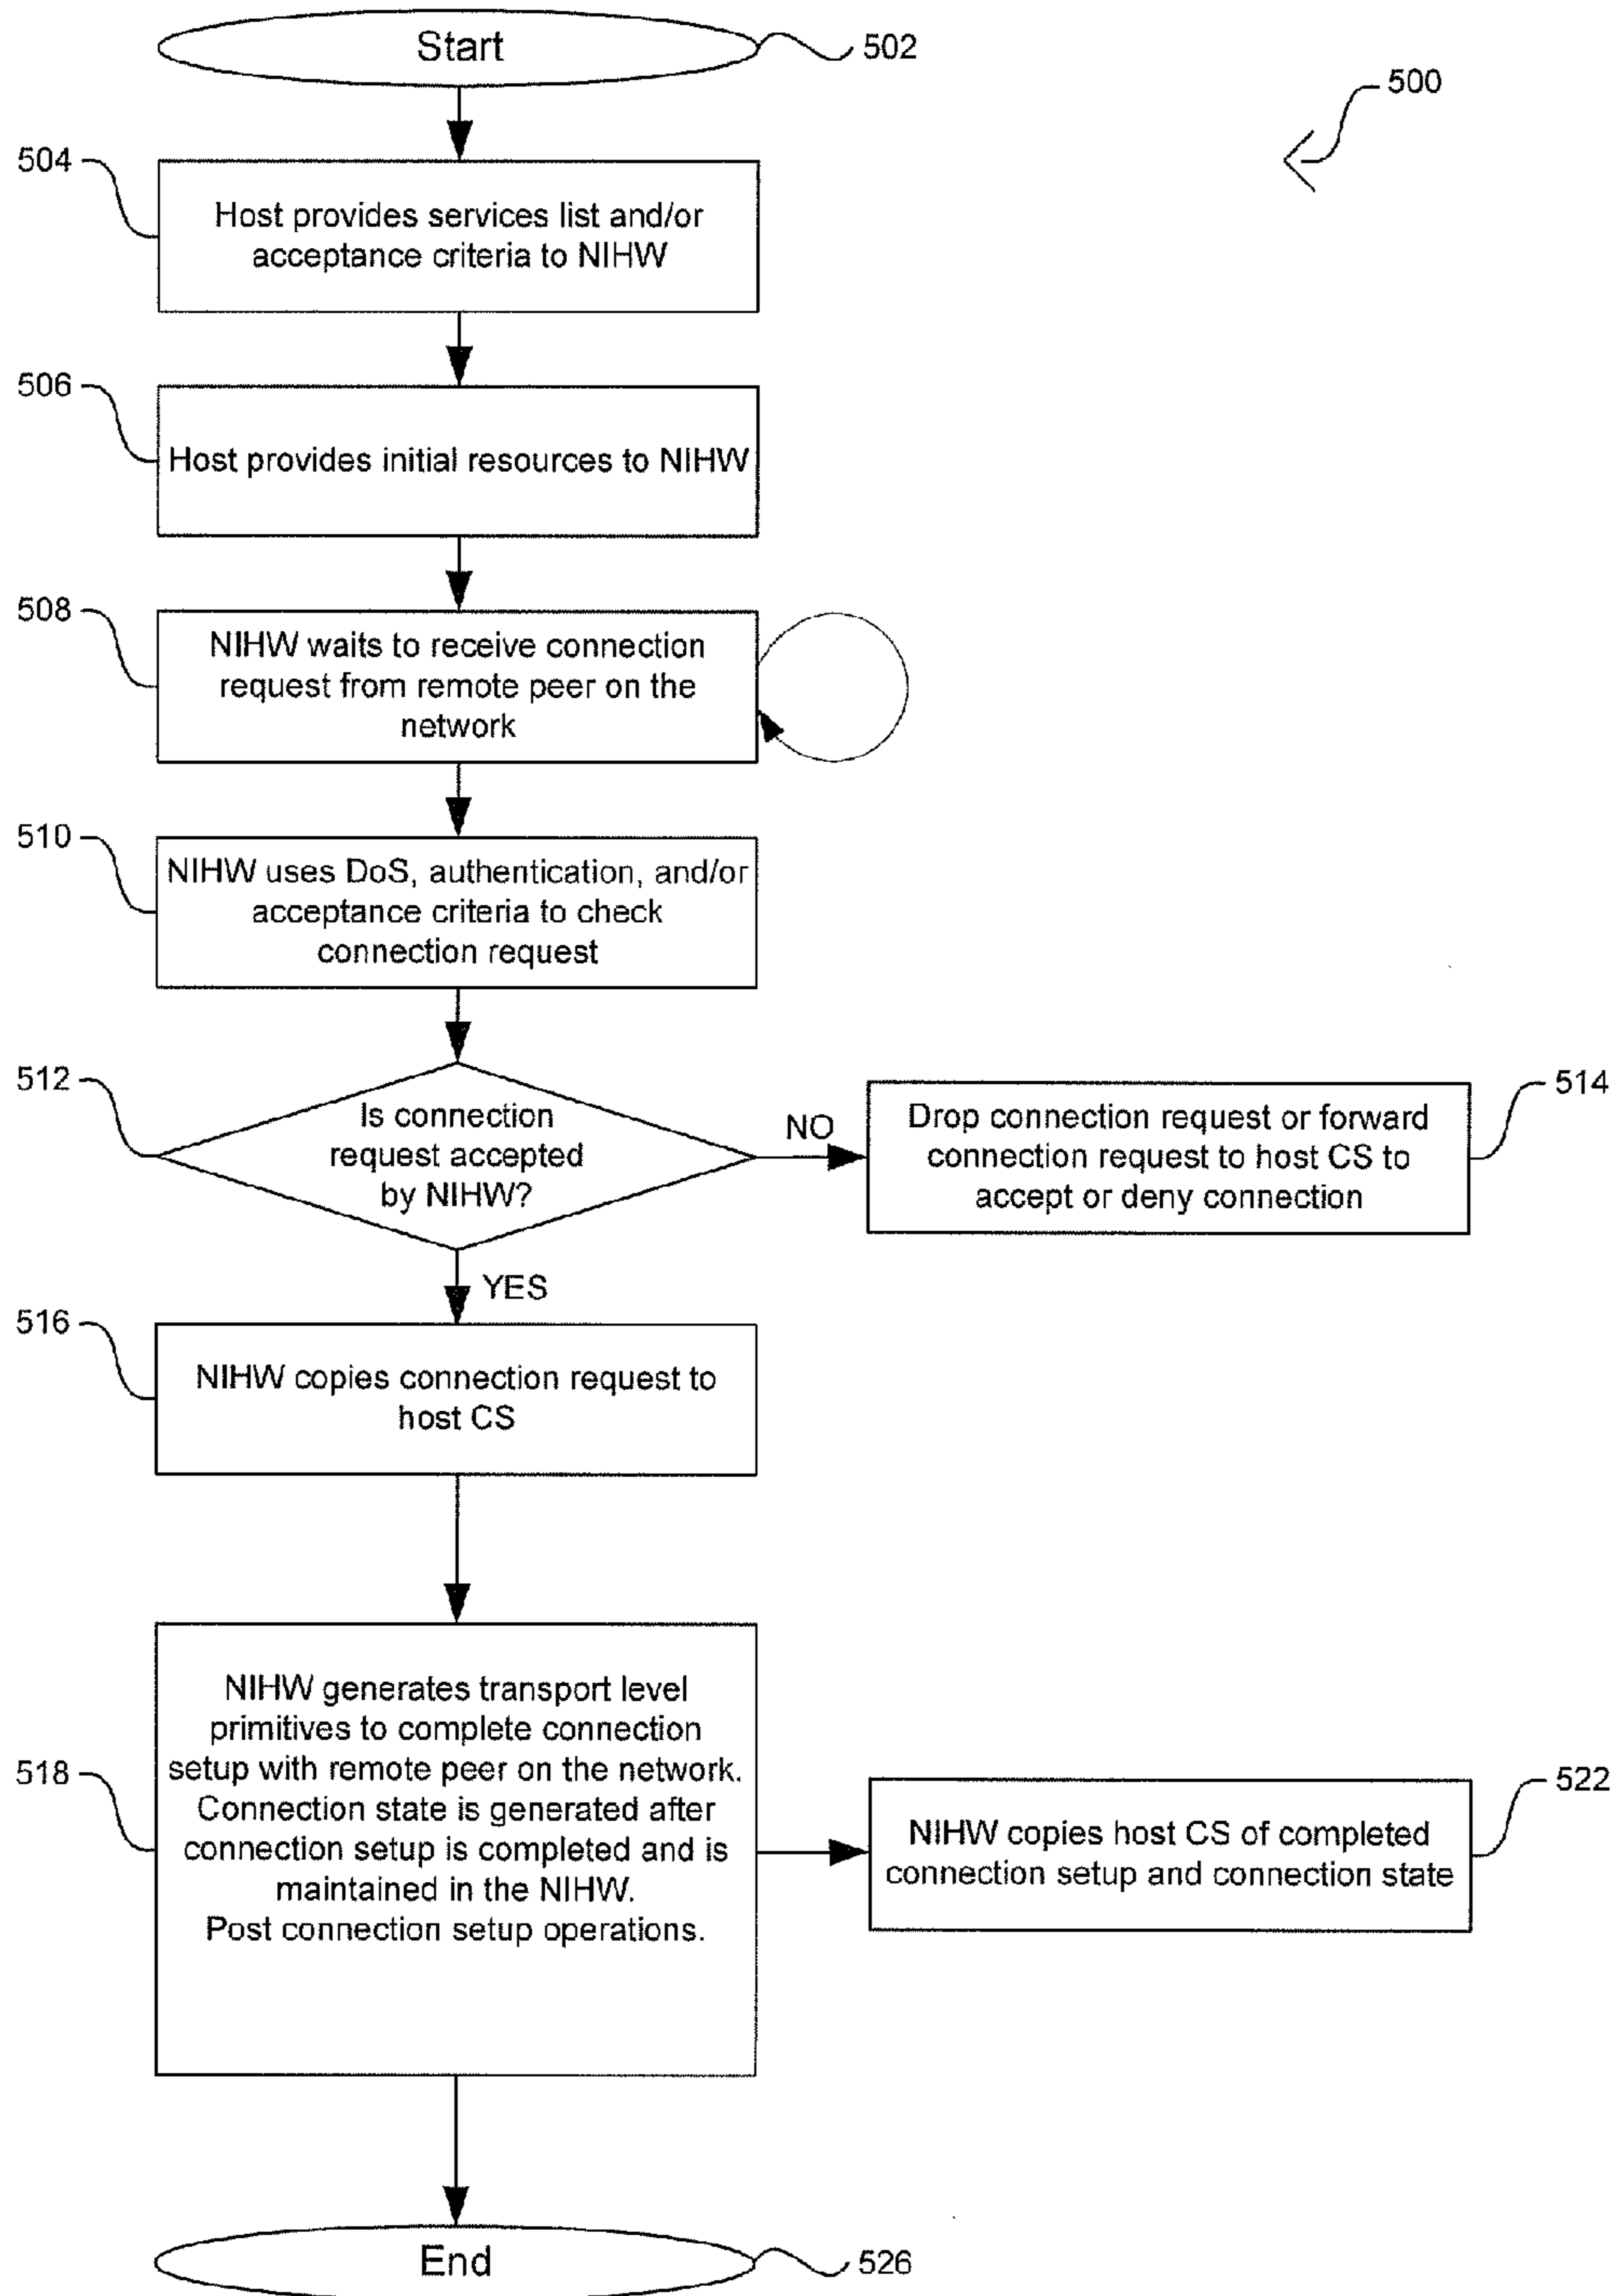 Start
502
500
504
Host provides services list and/or
acceptance criteria to NIHW
506
Host provides initial resources to NIHW
508
NIHW waits to receive connection
request from remote peer on the
network
510
NIHW uses DoS, authentication, and/or
acceptance criteria to check
connection request
512
Is connection
request accepted
by NIHW?
NO
514
Drop connection request or forward
connection request to host CS to
accept or deny connection
YES
516
NIHW copies connection request to
host CS
518
NIHW generates transport level
primitives to complete connection
setup with remote peer on the network.
Connection state is generated after
connection setup is completed and is
maintained in the NIHW.
Post connection setup operations.
522
NIHW copies host CS of completed
connection setup and connection state
End
526